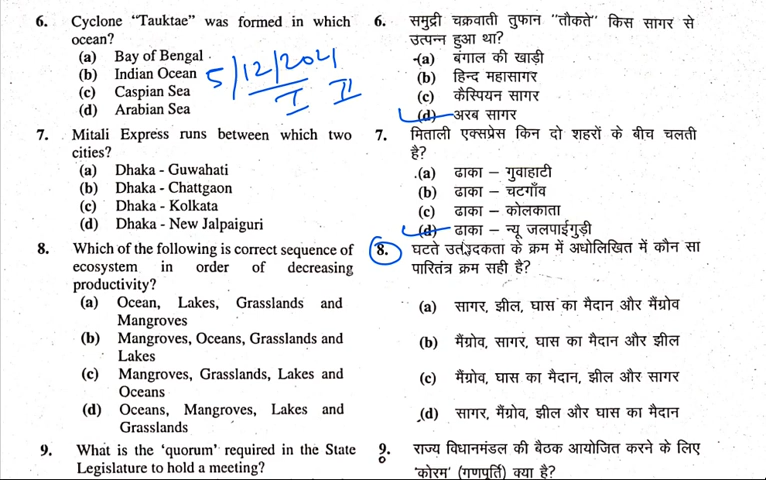 6. Cyclone "Tauktae" was formed in which
ocean?
(a) Bay of Bengal
(b) Indian Ocean
(c) Caspian Sea
(d) Arabian Sea
5/12/2021
I II
7. Mitali Express runs between which two
cities?
(a) Dhaka - Guwahati
(b) Dhaka - Chattgaon
(c) Dhaka - Kolkata
(d) Dhaka - New Jalpaiguri
8. Which of the following is correct sequence of
ecosystem in order of decreasing
productivity?
(a) Ocean, Lakes, Grasslands and
Mangroves
(b) Mangroves, Oceans, Grasslands and
Lakes
(c) Mangroves, Grasslands, Lakes and
Oceans
(d) Oceans, Mangroves, Lakes and
Grasslands
9. What is the 'quorum' required in the State
Legislature to hold a meeting?
6. समुद्री चक्रवाती तुफान "तौकते" किस सागर से
उत्पन्न हुआ था?
(a) बंगाल की खाड़ी
(b) हिन्द महासागर
(c) कैस्पियन सागर
(d) अरब सागर
7. मिताली एक्सप्रेस किन दो शहरों के बीच चलती
है?
(a) ढाका – गुवाहाटी
(b) ढाका – चटगाँव
(c) ढाका – कोलकाता
(d) ढाका – न्यू जलपाईगुड़ी
8. घटते उत्पादकता के क्रम में अधोलिखित में कौन सा
पारितंत्र क्रम सही है?
(a) सागर, झील, घास का मैदान और मैंग्रोव
(b) मैंग्रोव, सागर, घास का मैदान और झील
(c) मैंग्रोव, घास का मैदान, झील और सागर
(d) सागर, मैंग्रोव, झील और घास का मैदान
9. राज्य विधानमंडल की बैठक आयोजित करने के लिए
'कोरम' (गणपूर्ति) क्या है?